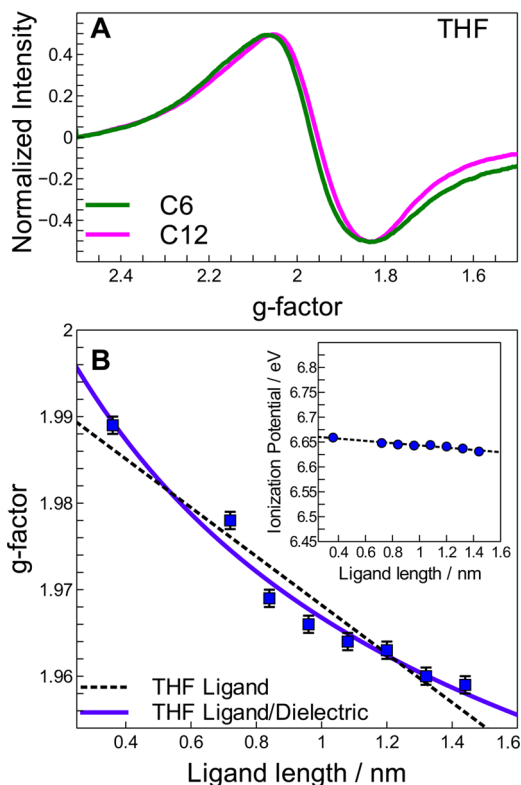 A
THF
0.4
0.2
0
−0.2
−0.4
Normalized Intensity
C6
C12
2.4
2.2
2
1.8
1.6
g-factor
B
2
1.99
1.98
1.97
1.96
g-factor
THF Ligand
THF Ligand/Dielectric
0.4
0.6
0.8
1
1.2
1.4
1.6
Ligand length / nm
Ionization Potential / eV
6.8
6.75
6.7
6.65
6.6
6.55
6.5
6.45
0.4
0.6
0.8
1
1.2
1.4
1.6
Ligand length / nm